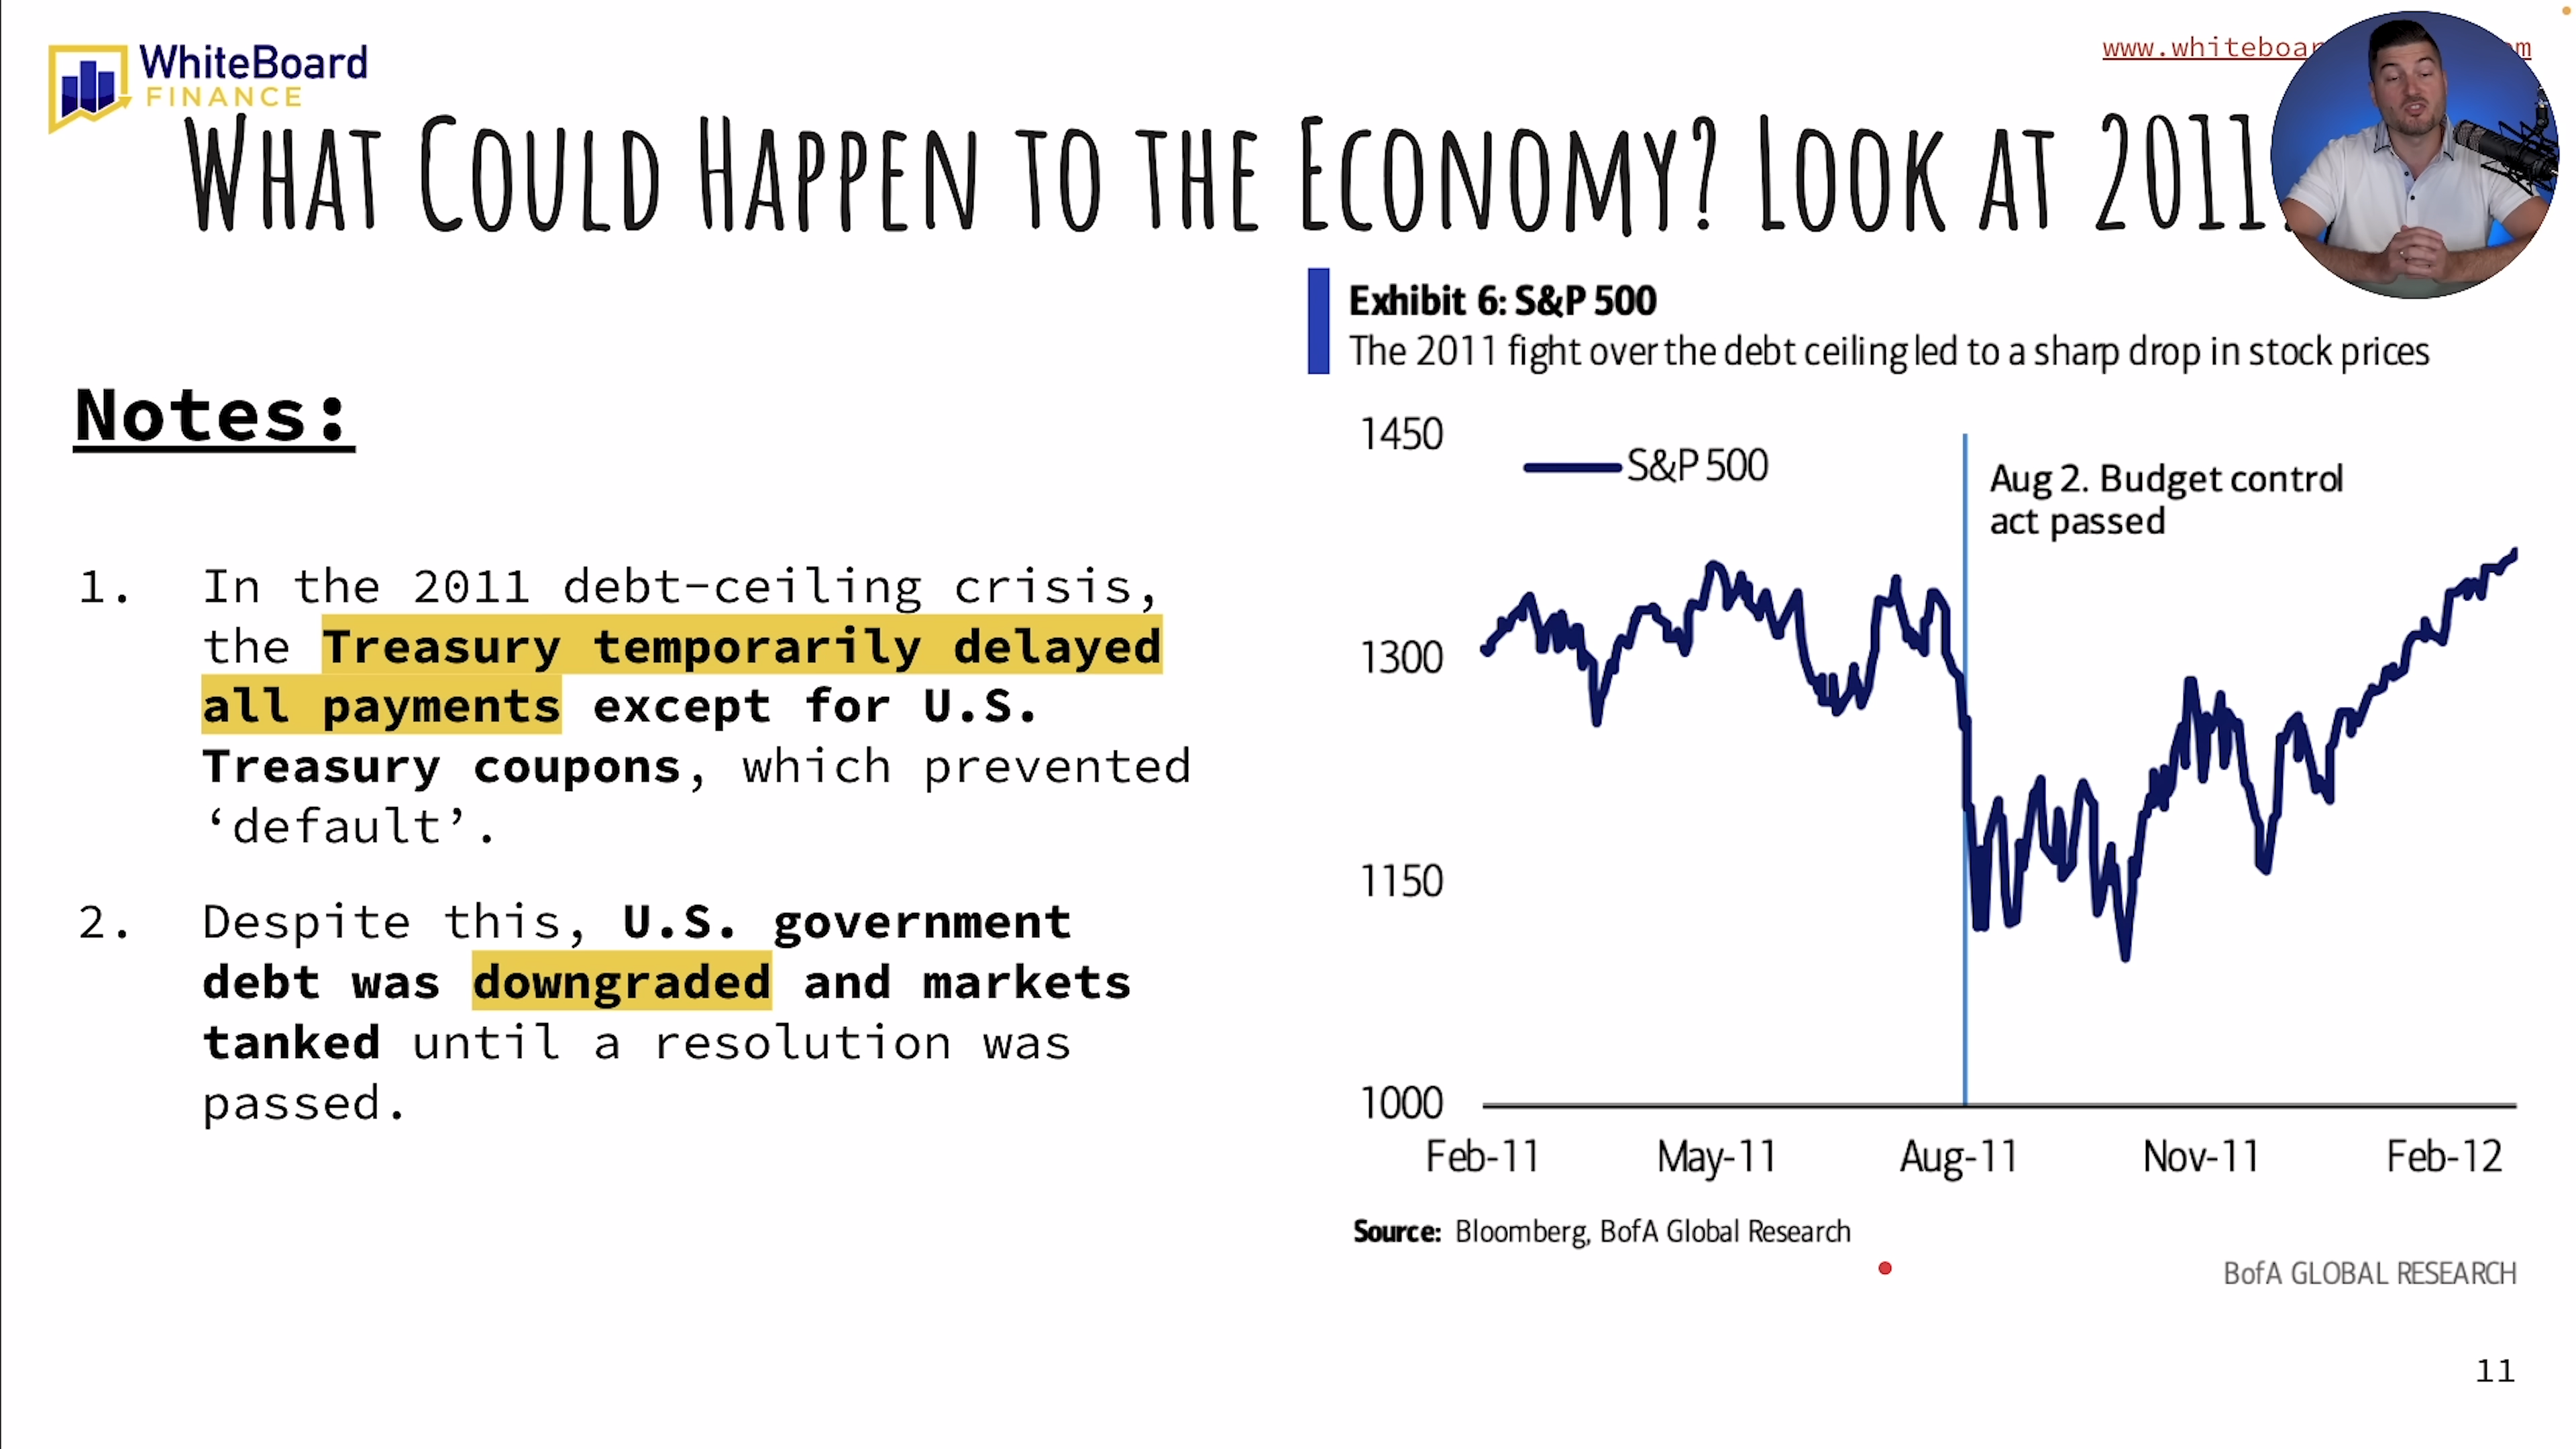 WhiteBoard
FINANCE
What Could Happen to the Economy? Look at 2011
Notes:
1. In the 2011 debt-ceiling crisis,
the Treasury temporarily delayed
all payments except for U.S.
Treasury coupons, which prevented
‘default’.
2. Despite this, U.S. government
debt was downgraded and markets
tanked until a resolution was
passed.
Exhibit 6: S&P 500
The 2011 fight over the debt ceiling led to a sharp drop in stock prices
1450
S&P 500
Aug 2. Budget control
act passed
1300
1150
1000
Feb-11 May-11 Aug-11 Nov-11 Feb-12
Source: Bloomberg, BofA Global Research
BofA GLOBAL RESEARCH
11